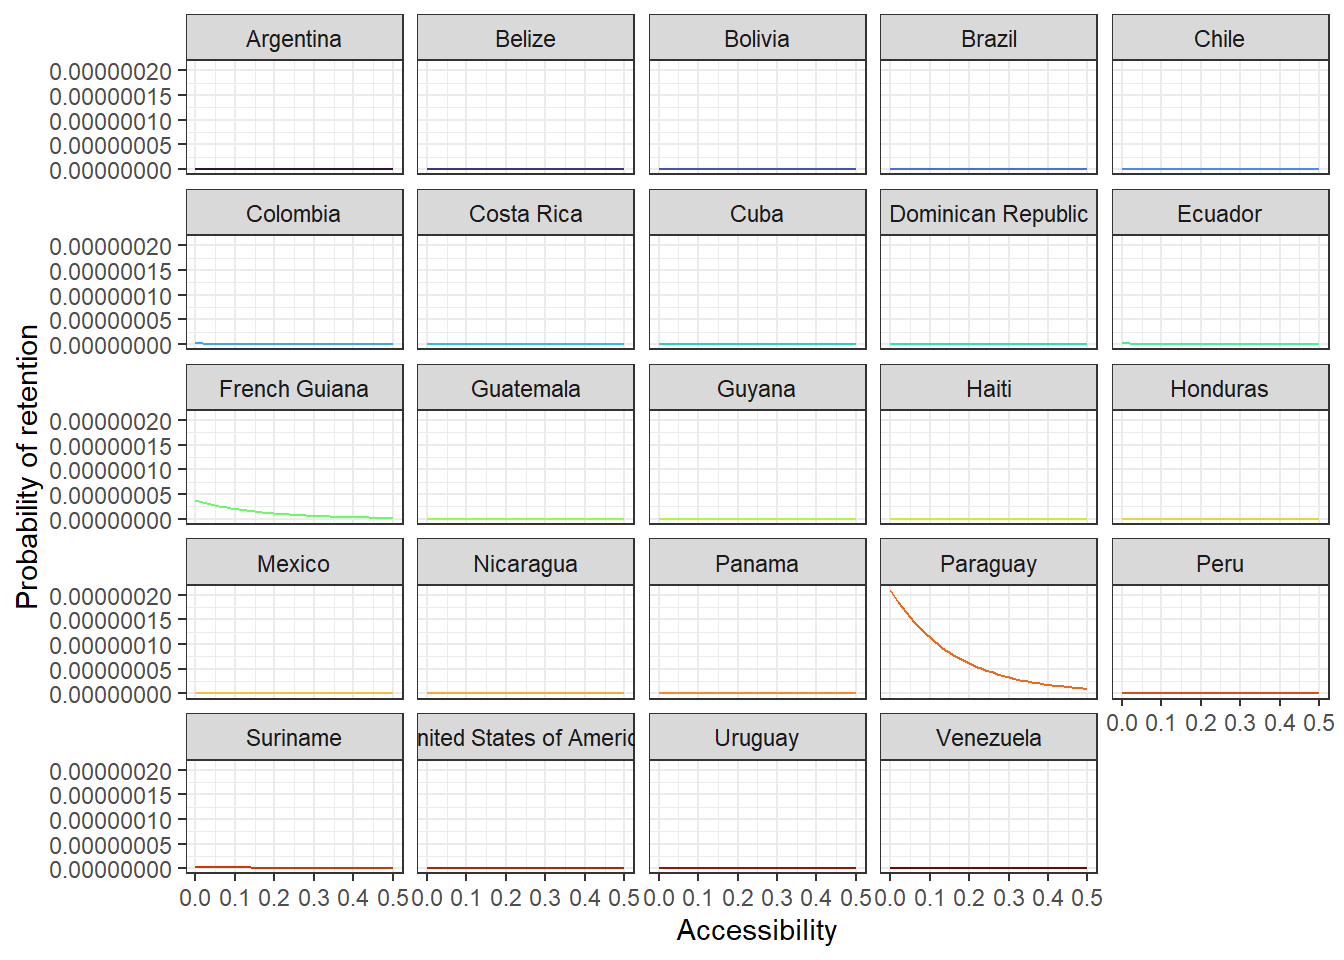 Argentina Belize Bolivia Brazil Chile
0.00000020
0.00000015
0.00000010
0.00000005
0.00000000
Colombia Costa Rica Cuba Dominican Republic Ecuador
0.00000020
0.00000015
0.00000010
0.00000005
0.00000000
French Guiana Guatemala Guyana Haiti Honduras
0.00000020
0.00000015
0.00000010
0.00000005
0.00000000
Mexico Nicaragua Panama Paraguay Peru
0.00000020
0.00000015
0.00000010
0.00000005
0.00000000
0.0 0.1 0.2 0.3 0.4 0.5
Suriname nited States of Americ Uruguay Venezuela
0.00000020
0.00000015
0.00000010
0.00000005
0.00000000
0.0 0.1 0.2 0.3 0.4 0.5 0.0 0.1 0.2 0.3 0.4 0.5 0.0 0.1 0.2 0.3 0.4 0.5 0.0 0.1 0.2 0.3 0.4 0.5
Accessibility
Probability of retention